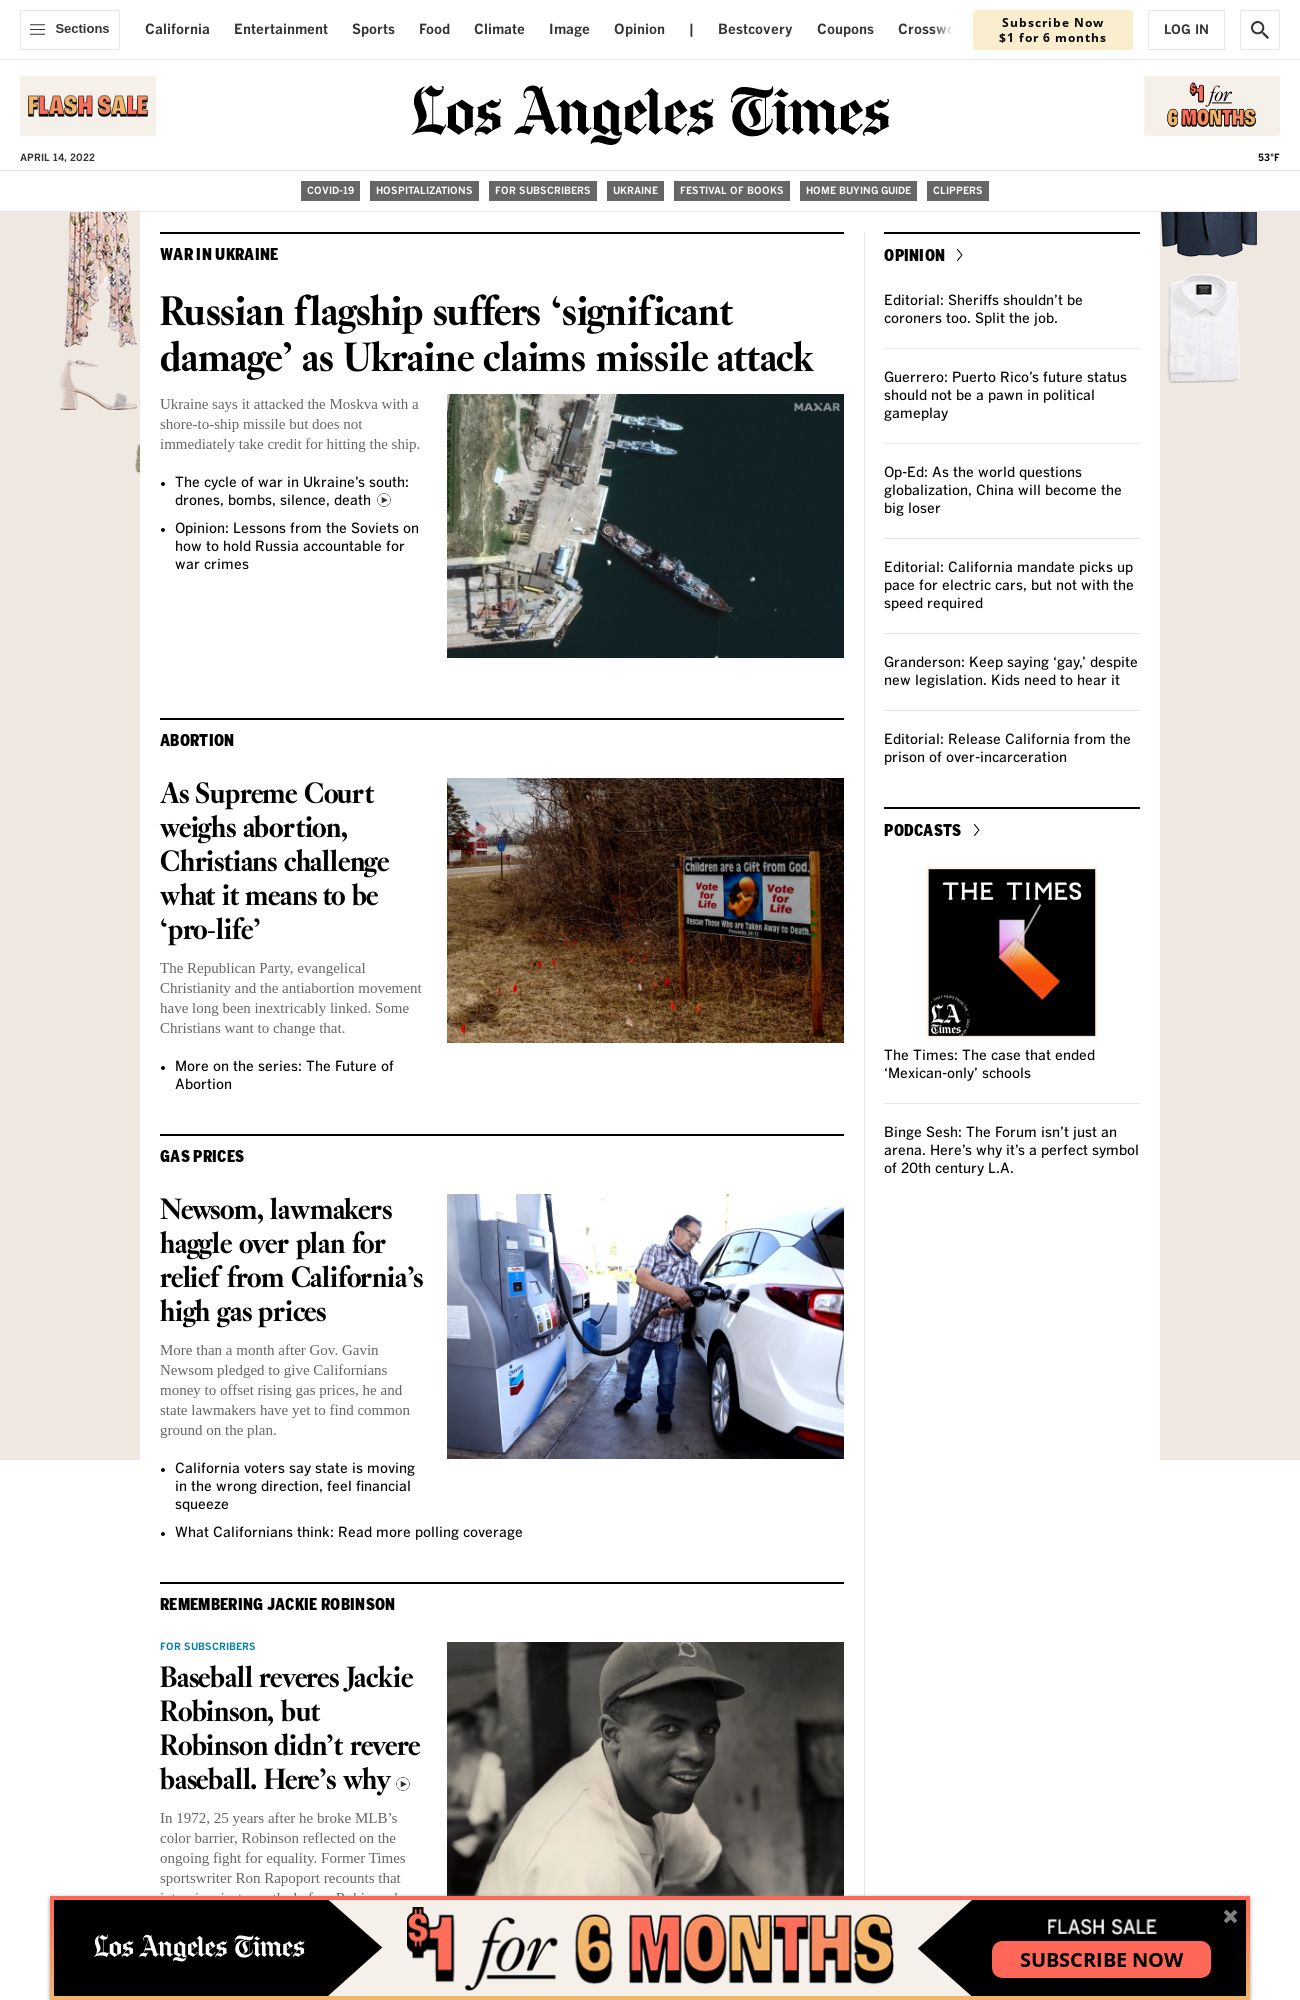 Sections
California
Entertainment
Sports
Food
Climate
Image
Opinion
|
Bestcovery
Coupons
Crosswo
Subscribe Now
$1 for 6 months
LOG IN
FLASH SALE
Los Angeles Times
$1 for
6 MONTHS
APRIL 14, 2022
53°F
COVID-19
HOSPITALIZATIONS
FOR SUBSCRIBERS
UKRAINE
FESTIVAL OF BOOKS
HOME BUYING GUIDE
CLIPPERS
WAR IN UKRAINE
Russian flagship suffers ‘significant
damage’ as Ukraine claims missile attack
Ukraine says it attacked the Moskva with a
shore-to-ship missile but does not
immediately take credit for hitting the ship.
• The cycle of war in Ukraine’s south:
drones, bombs, silence, death
• Opinion: Lessons from the Soviets on
how to hold Russia accountable for
war crimes
MAXAR
ABORTION
As Supreme Court
weighs abortion,
Christians challenge
what it means to be
‘pro-life’
The Republican Party, evangelical
Christianity and the antiabortion movement
have long been inextricably linked. Some
Christians want to change that.
• More on the series: The Future of
Abortion
Children are a Gift from God.
Vote
for
Life
Vote
for
Life
Rescue Those Who are Taken Away to Death.
GAS PRICES
Newsom, lawmakers
haggle over plan for
relief from California’s
high gas prices
More than a month after Gov. Gavin
Newsom pledged to give Californians
money to offset rising gas prices, he and
state lawmakers have yet to find common
ground on the plan.
• California voters say state is moving
in the wrong direction, feel financial
squeeze
• What Californians think: Read more polling coverage
REMEMBERING JACKIE ROBINSON
FOR SUBSCRIBERS
Baseball reveres Jackie
Robinson, but
Robinson didn’t revere
baseball. Here’s why
In 1972, 25 years after he broke MLB’s
color barrier, Robinson reflected on the
ongoing fight for equality. Former Times
sportswriter Ron Rapoport recounts that
OPINION
Editorial: Sheriffs shouldn’t be
coroners too. Split the job.
Guerrero: Puerto Rico’s future status
should not be a pawn in political
gameplay
Op-Ed: As the world questions
globalization, China will become the
big loser
Editorial: California mandate picks up
pace for electric cars, but not with the
speed required
Granderson: Keep saying ‘gay,’ despite
new legislation. Kids need to hear it
Editorial: Release California from the
prison of over-incarceration
PODCASTS
THE TIMES
LA
Times
The Times: The case that ended
‘Mexican-only’ schools
Binge Sesh: The Forum isn’t just an
arena. Here’s why it’s a perfect symbol
of 20th century L.A.
Los Angeles Times
$1 for 6 MONTHS
FLASH SALE
SUBSCRIBE NOW